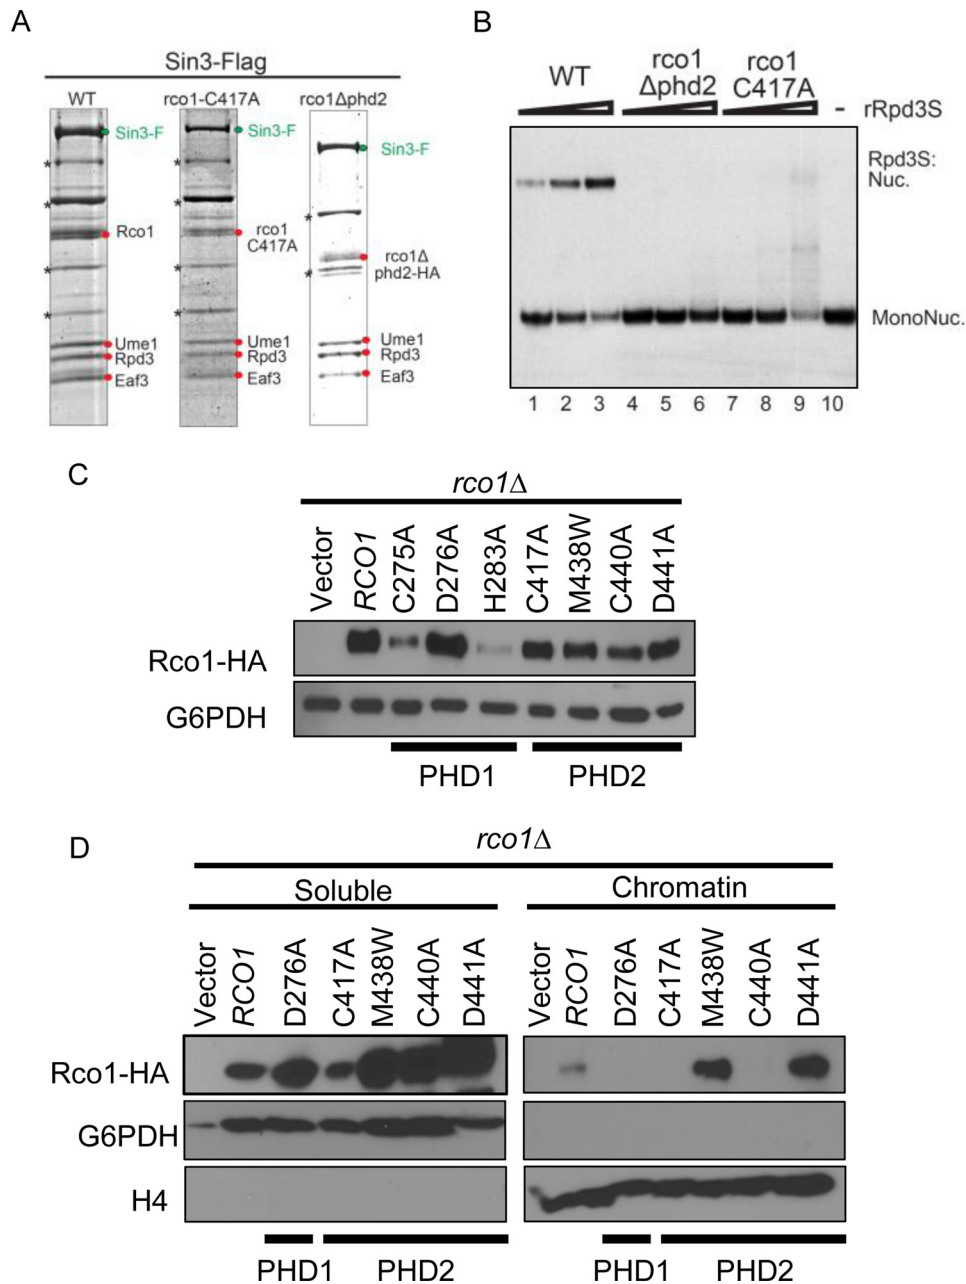 A
Sin3-Flag
WT
rco1-C417A
rco1Δphd2
Sin3-F
Sin3-F
Sin3-F
*
*
*
*
*
*
*
*
*
*
Rco1
rco1
C417A
rco1Δ
phd2-HA
Ume1
Rpd3
Eaf3
Ume1
Rpd3
Eaf3
Ume1
Rpd3
Eaf3
B
WT
rco1
Δphd2
rco1
C417A
-
rRpd3S
Rpd3S:
Nuc.
MonoNuc.
1 2 3 4 5 6 7 8 9 10
C
rco1Δ
Vector RCO1 C275A D276A H283A C417A M438W C440A D441A
Rco1-HA
G6PDH
PHD1 PHD2
D
rco1Δ
Soluble Chromatin
Vector RCO1 D276A C417A M438W C440A D441A Vector RCO1 D276A C417A M438W C440A D441A
Rco1-HA
G6PDH
H4
PHD1 PHD2 PHD1 PHD2